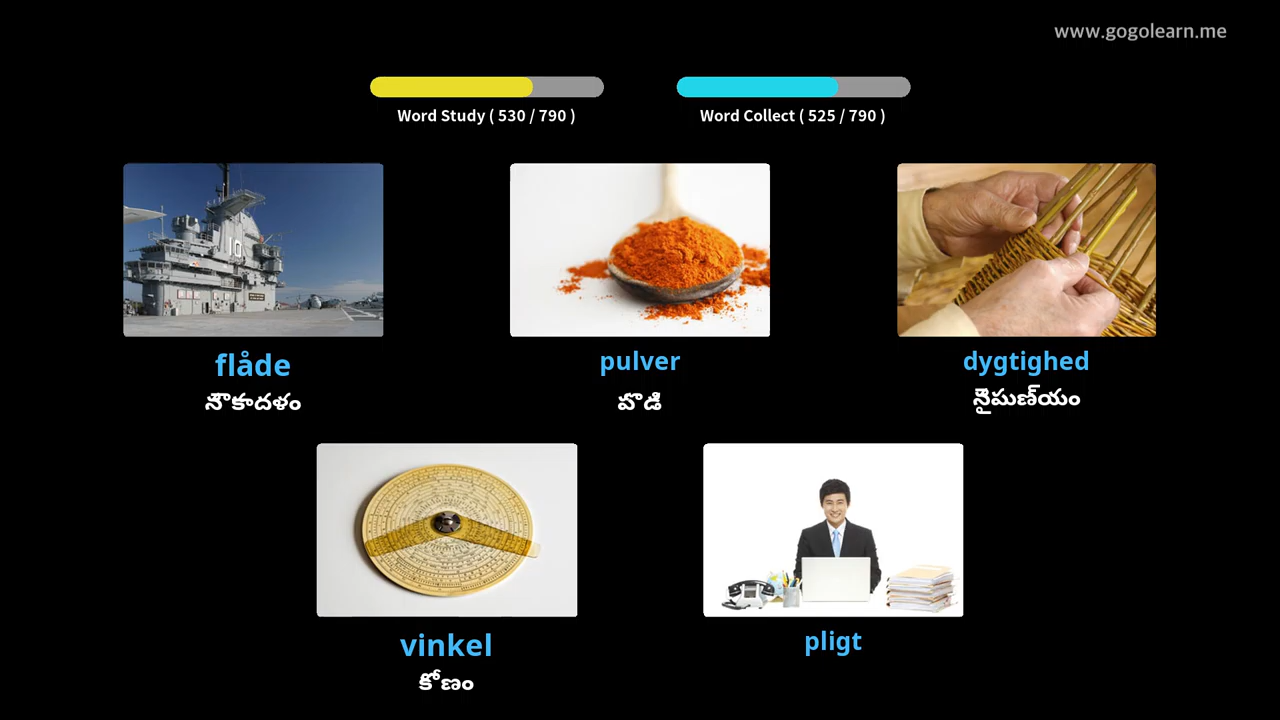 www.gogolearn.me
Word Study ( 530 / 790 )
Word Collect ( 525 / 790 )
flåde
నౌకాదళం
pulver
పొడి
dygtighed
నైపుణ్యం
vinkel
కోణం
pligt